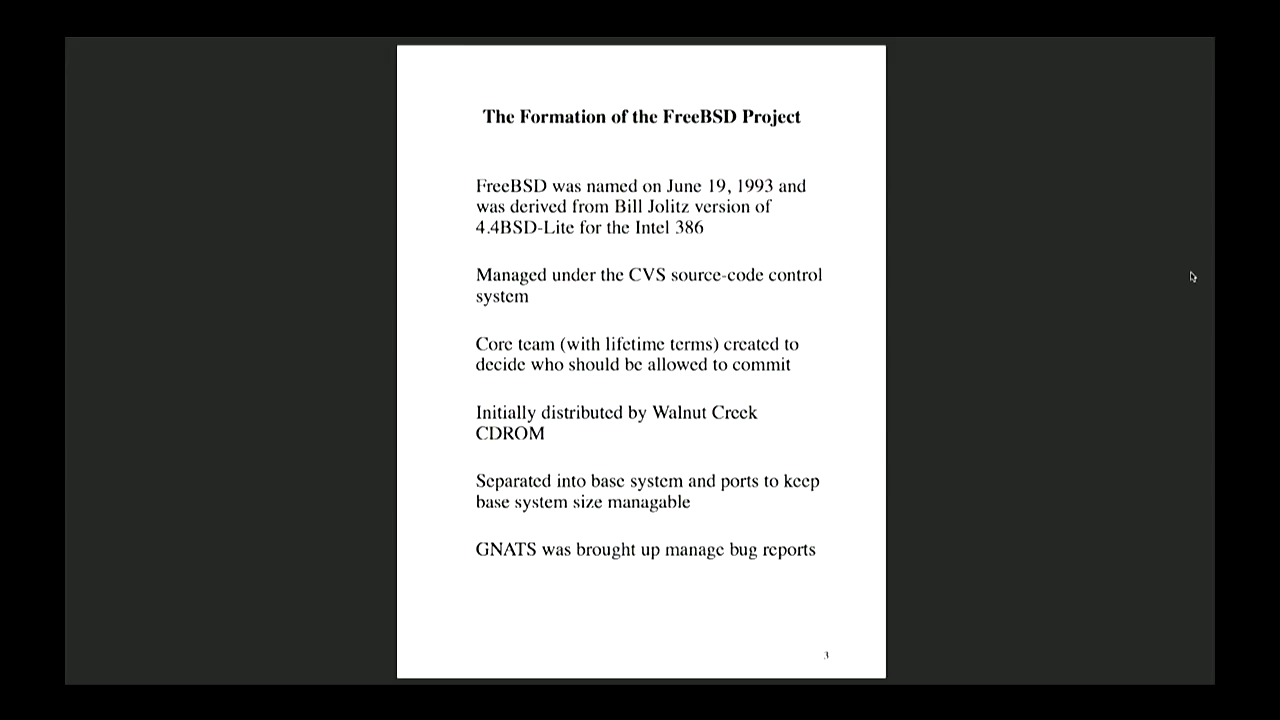 The Formation of the FreeBSD Project
FreeBSD was named on June 19, 1993 and
was derived from Bill Jolitz version of
4.4BSD-Lite for the Intel 386
Managed under the CVS source-code control
system
Core team (with lifetime terms) created to
decide who should be allowed to commit
Initially distributed by Walnut Creek
CDROM
Separated into base system and ports to keep
base system size managable
GNATS was brought up manage bug reports
3